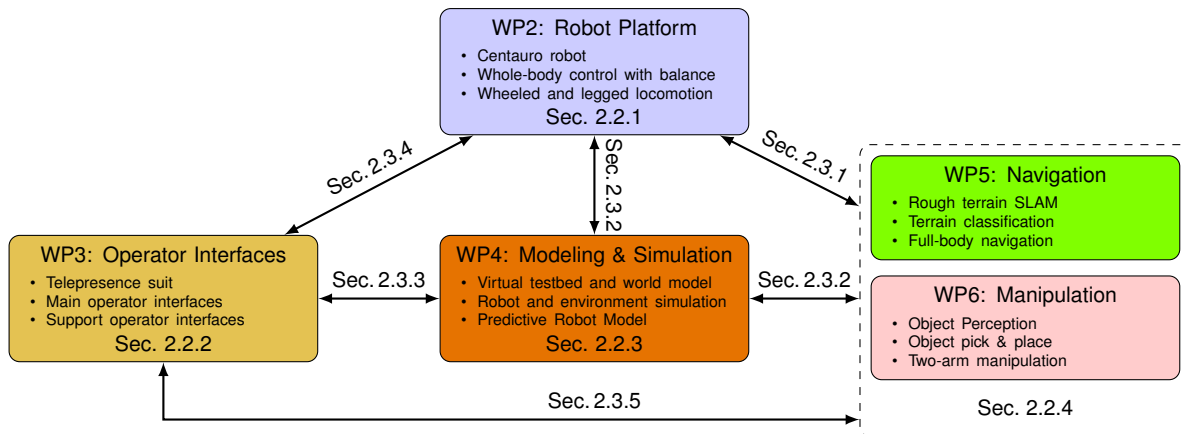 WP2: Robot Platform
• Centauro robot
• Whole-body control with balance
• Wheeled and legged locomotion
Sec. 2.2.1
Sec. 2.3.4
Sec. 2.3.2
Sec. 2.3.1
WP5: Navigation
• Rough terrain SLAM
• Terrain classification
• Full-body navigation
WP3: Operator Interfaces
• Telepresence suit
• Main operator interfaces
• Support operator interfaces
Sec. 2.2.2
Sec. 2.3.3
WP4: Modeling & Simulation
• Virtual testbed and world model
• Robot and environment simulation
• Predictive Robot Model
Sec. 2.2.3
Sec. 2.3.2
WP6: Manipulation
• Object Perception
• Object pick & place
• Two-arm manipulation
Sec. 2.3.5
Sec. 2.2.4